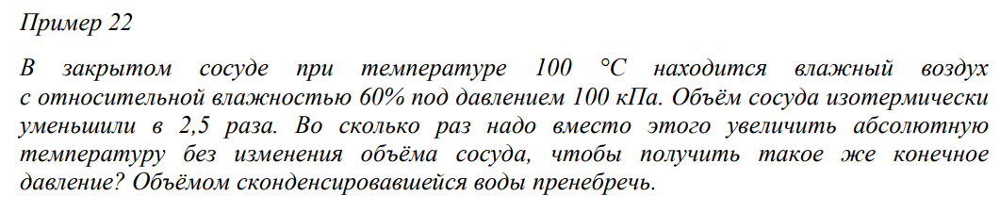 Пример 22
В закрытом сосуде при температуре 100 °С находится влажный воздух
с относительной влажностью 60% под давлением 100 кПа. Объём сосуда изотермически
уменьшили в 2,5 раза. Во сколько раз надо вместо этого увеличить абсолютную
температуру без изменения объёма сосуда, чтобы получить такое же конечное
давление? Объёмом сконденсировавшейся воды пренебречь.